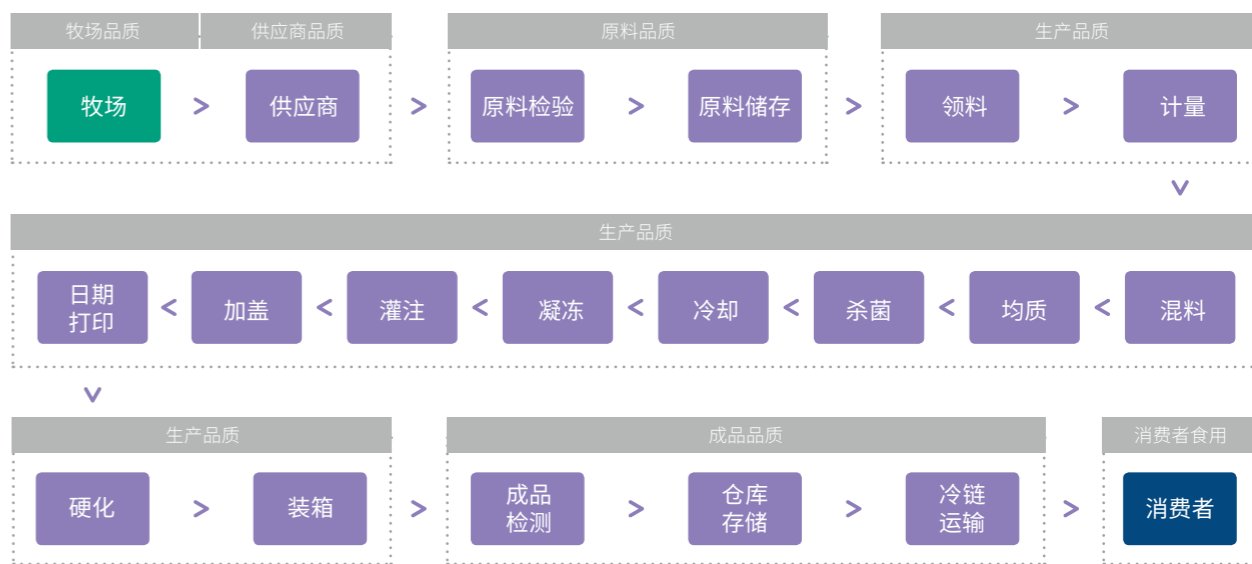 牧场品质
供应商品质
原料品质
生产品质
牧场 > 供应商 > 原料检验 > 原料储存 > 领料 > 计量
生产品质
日期
打印 < 加盖 < 灌注 < 凝冻 < 冷却 < 杀菌 < 均质 < 混料
生产品质
成品品质
消费者食用
硬化 > 装箱 > 成品
检测 > 仓库
存储 > 冷链
运输 > 消费者